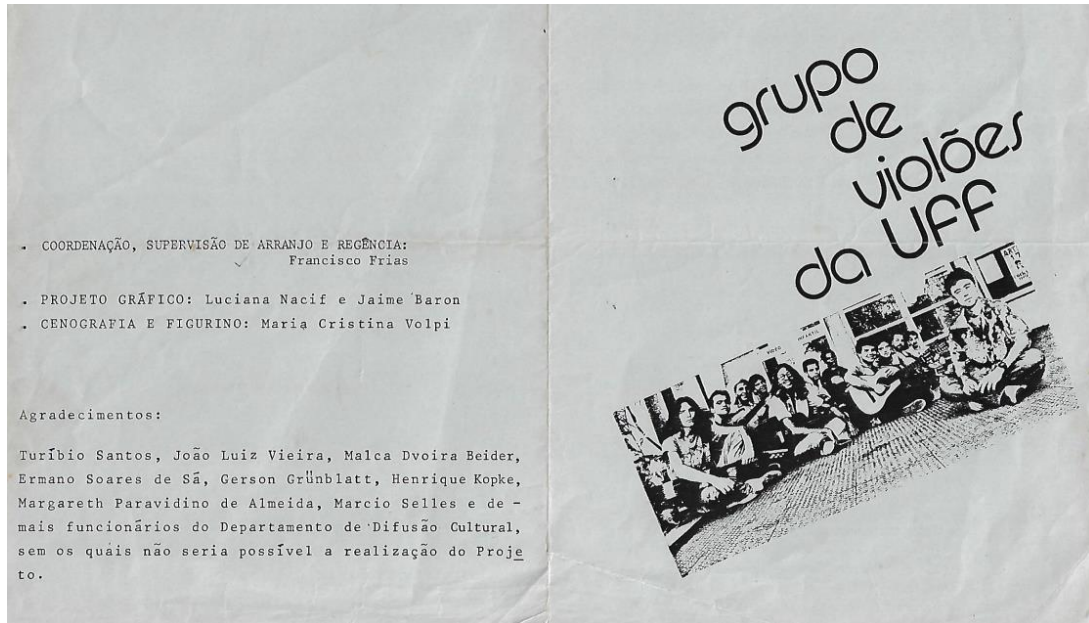 . COORDENAÇÃO, SUPERVISÃO DE ARRANJO E REGÊNCIA:
Francisco Frias
. PROJETO GRÁFICO: Luciana Nacif e Jaime Baron
. CENOGRAFIA E FIGURINO: Maria Cristina Volpi
Agradecimentos:
Turíbio Santos, João Luiz Vieira, Malca Dvoira Beider,
Ermano Soares de Sá, Gerson Grünblatt, Henrique Kopke,
Margareth Paravidino de Almeida, Marcio Selles e de -
mais funcionários do Departamento de Difusão Cultural,
sem os quais não seria possível a realização do Proje
to.
grupo
de
violões
da UFF
VIDEO
INFANTIL